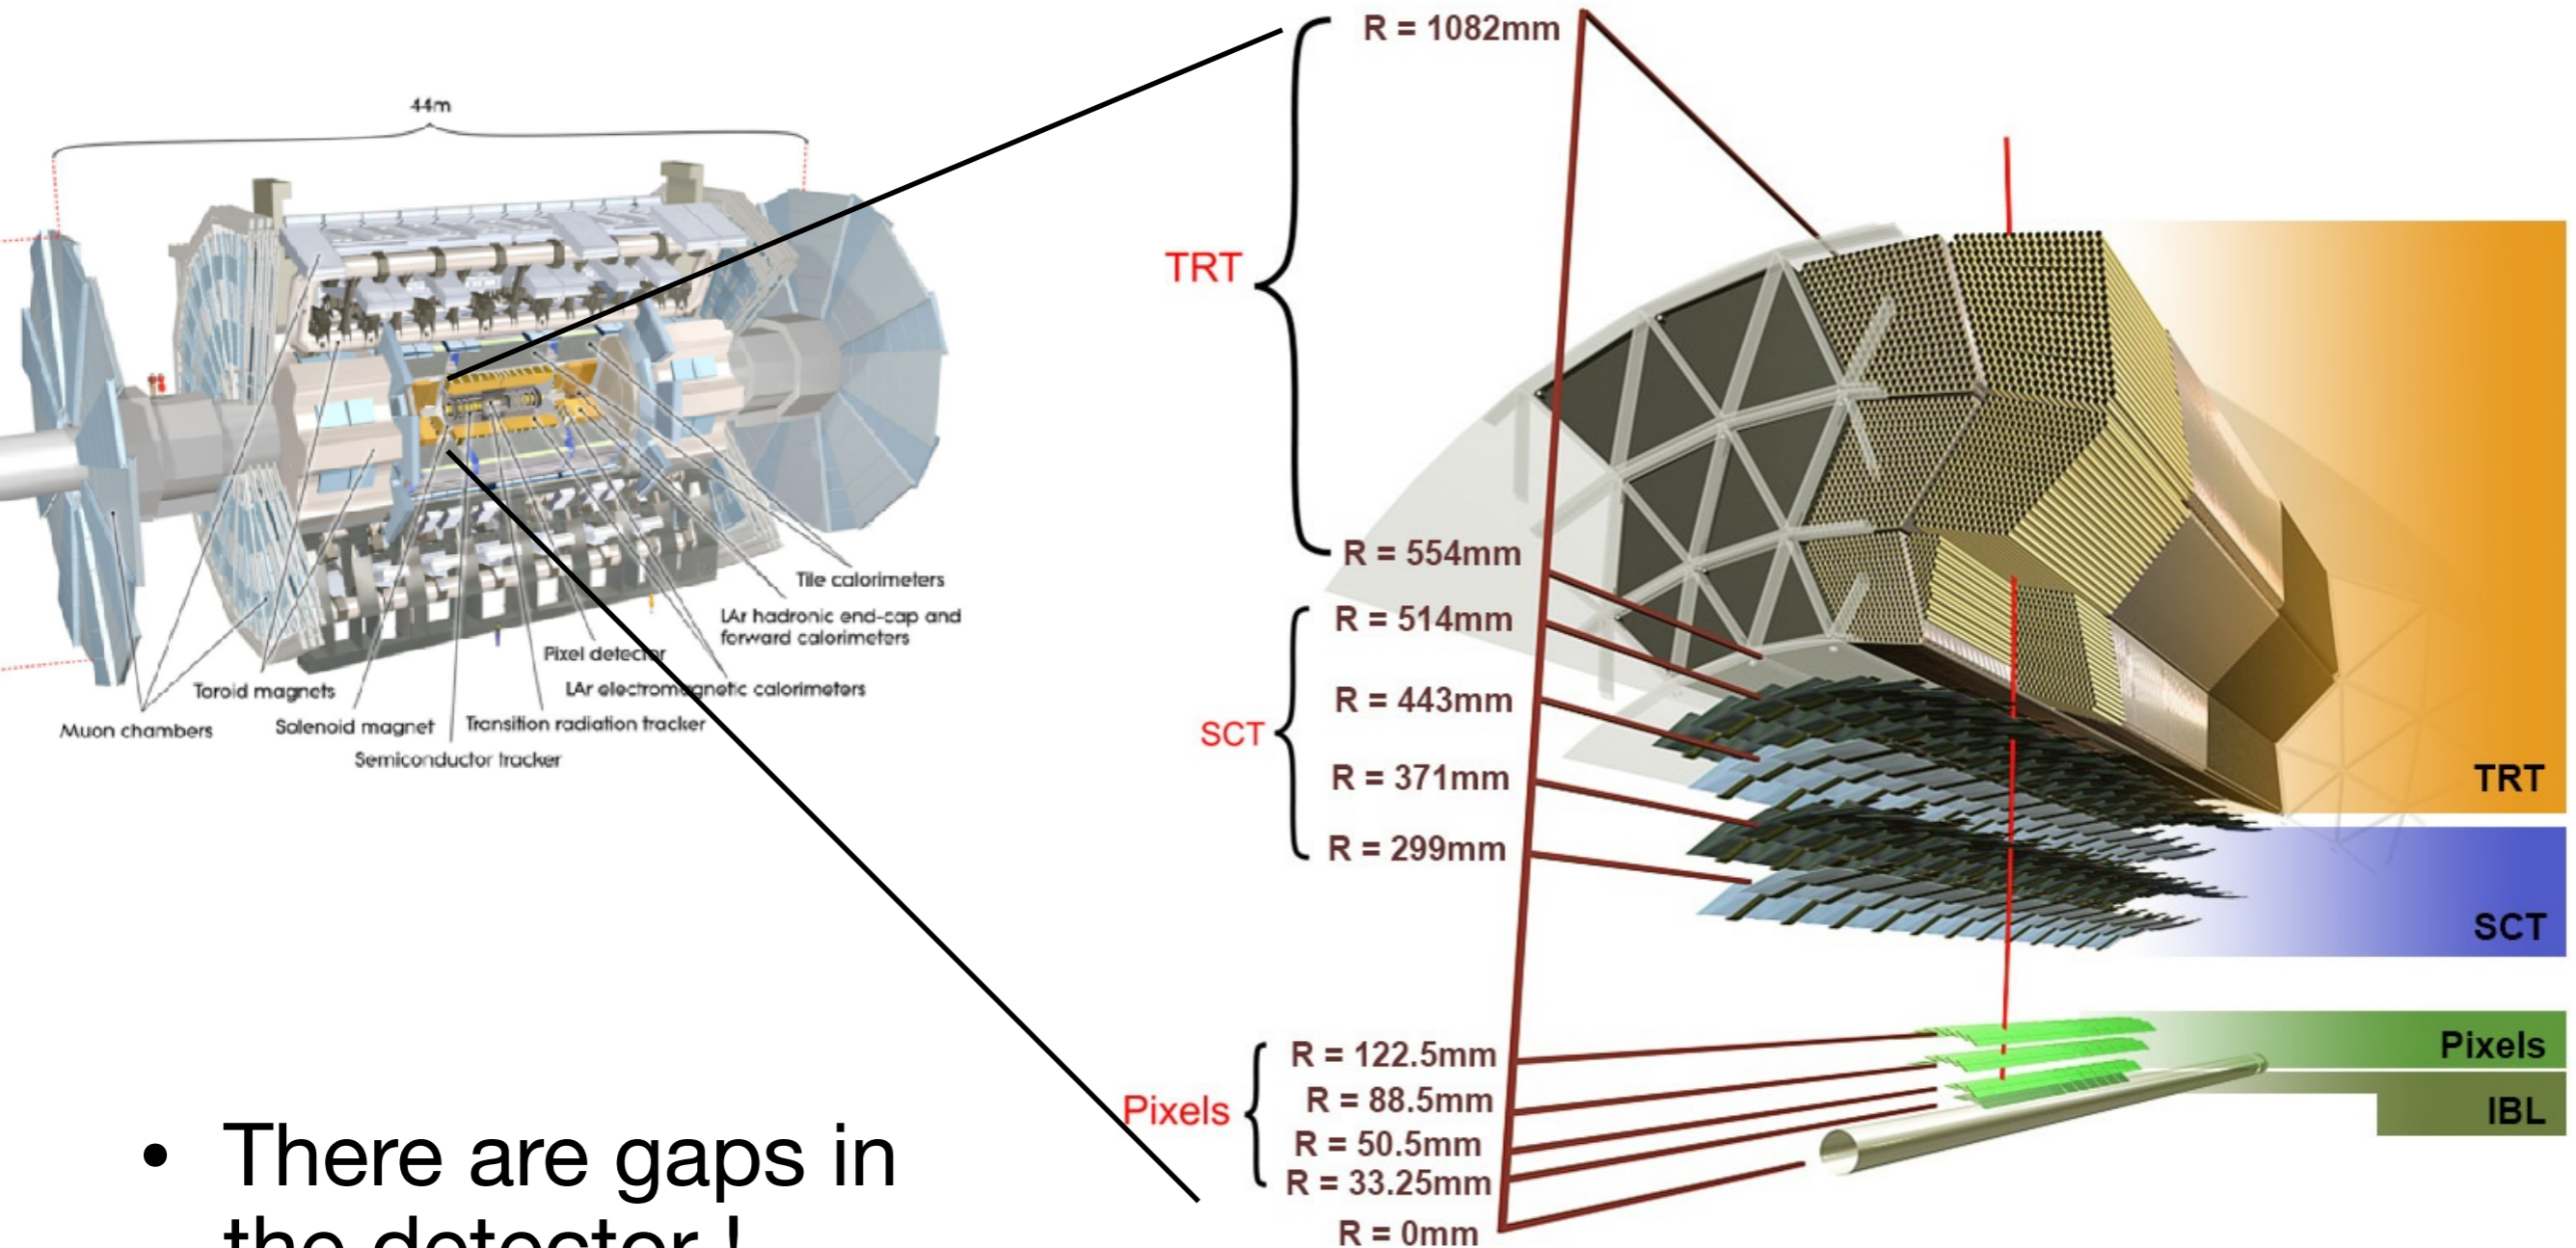 44m
Tile calorimeters
LAr hadronic end-cap and
forward calorimeters
Pixel detector
LAr electromagnetic calorimeters
Toroid magnets
Muon chambers
Solenoid magnet
Transition radiation tracker
Semiconductor tracker
• There are gaps in
the detector !
R = 1082mm
TRT
R = 554mm
R = 514mm
R = 443mm
SCT
R = 371mm
R = 299mm
R = 122.5mm
Pixels
R = 88.5mm
R = 50.5mm
R = 33.25mm
R = 0mm
TRT
SCT
Pixels
IBL